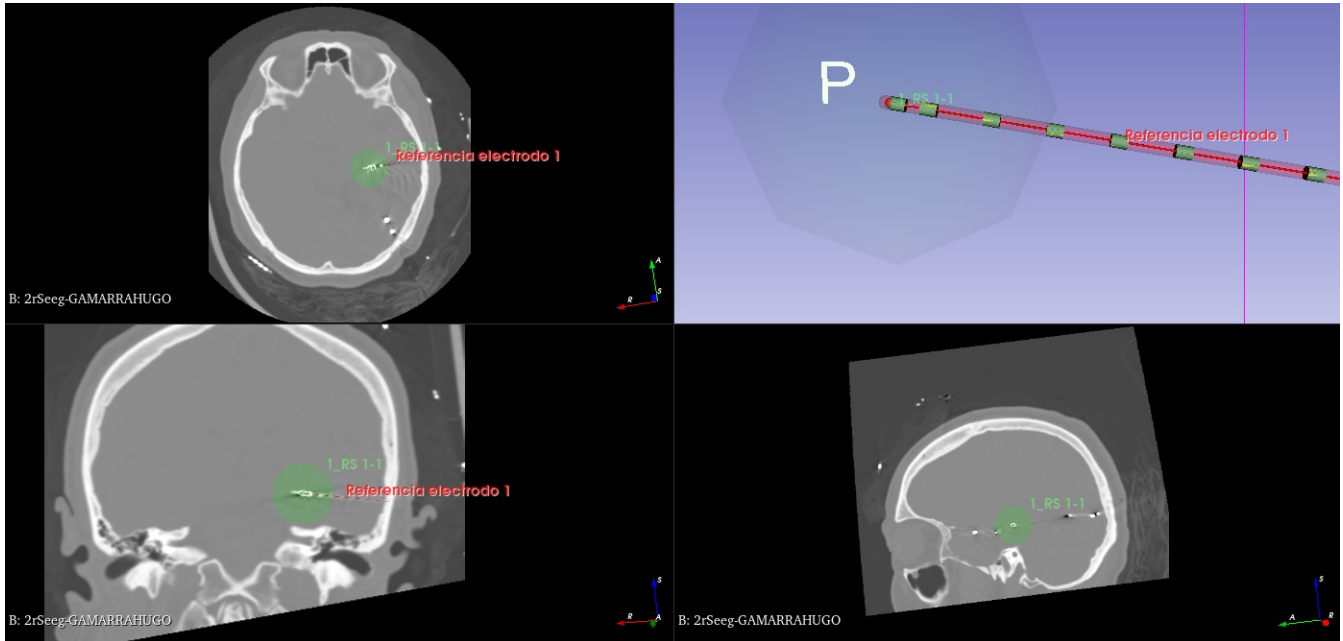 1_RS 1-1
Referencia electrodo 1
A
S
R
B: 2rSeeg-GAMARRAHUGO
P
1_RS 1-1
Referencia electrodo 1
1_RS 1-1
Referencia electrodo 1
S
R
A
B: 2rSeeg-GAMARRAHUGO
1_RS 1-1
S
A
R
B: 2rSeeg-GAMARRAHUGO